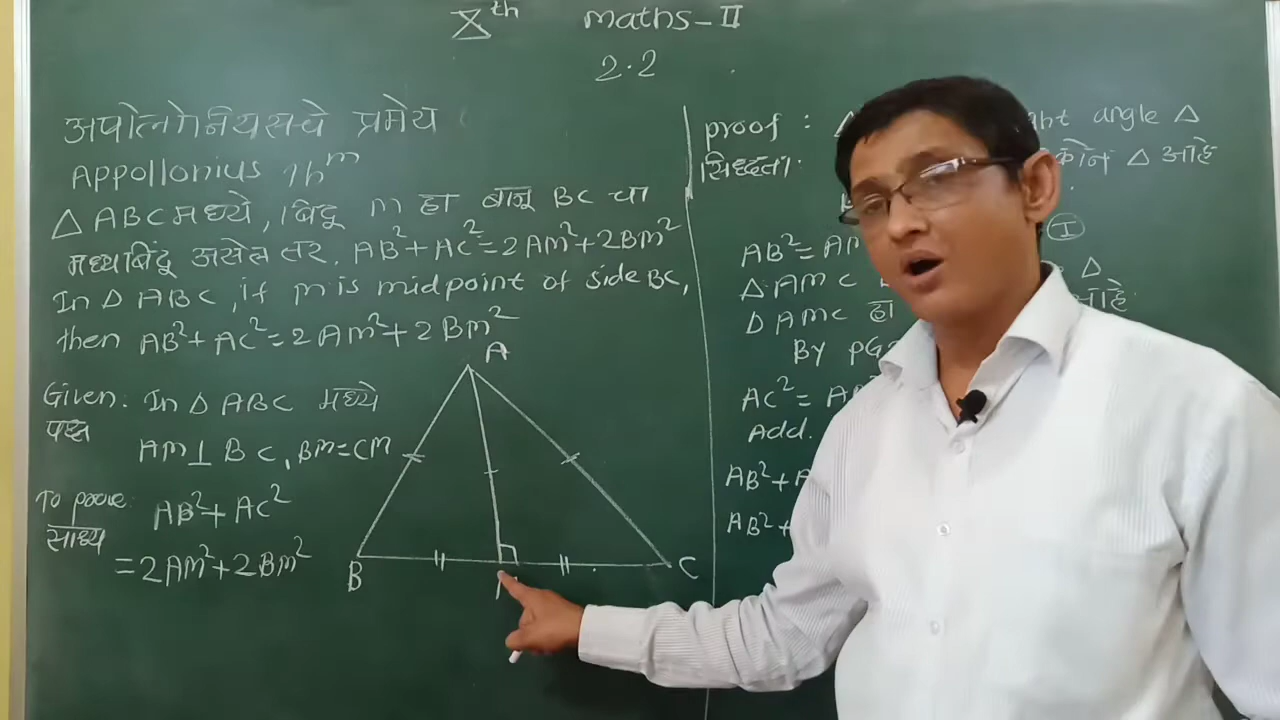 Xth maths-II
2.2
अपोलोनियसचे प्रमेय
Appollonius Thm
△ ABC मध्ये, बिंदू m हा बाजू BC चा
मध्यबिंदू असेल तर. AB²+AC²=2AM²+2BM²
In △ ABC, if m is midpoint of side BC,
then AB²+AC²=2AM²+2BM²
Given: In △ ABC मध्ये
पक्ष
AM⊥BC, BM=CM
To prove: AB²+AC²
साध्य
=2AM²+2BM²
A
B
C
proof : angle △
सिद्धता: कोन △ आहे
I
AB²= AM
△ AMC △
△ AMC हा आहे.
By PG
AC²=
Add.
AB²+A
AB²+